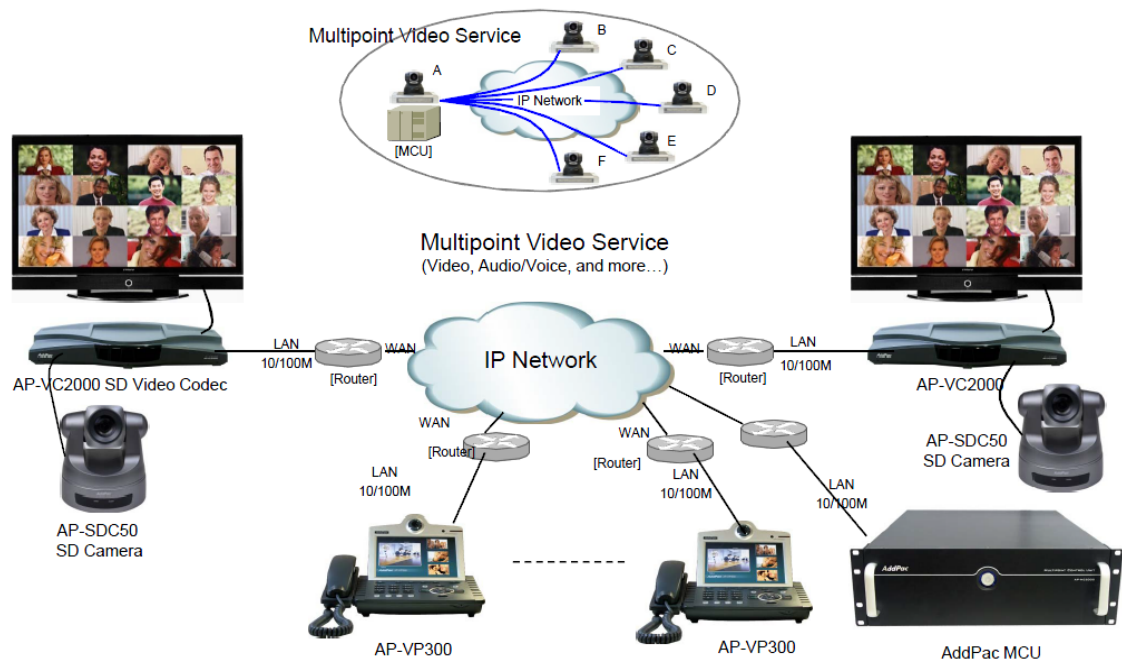 Multipoint Video Service
B
C
A
D
IP Network
E
[MCU]
F
Multipoint Video Service
(Video, Audio/Voice, and more…)
IP Network
LAN
10/100M
WAN
[Router]
WAN
LAN
10/100M
[Router]
AddPac
AP-VC2000 SD Video Codec
AddPac
AP-VC2000
WAN
[Router]
WAN
[Router]
LAN
10/100M
LAN
10/100M
LAN
10/100M
AP-SDC50
SD Camera
AP-SDC50
SD Camera
AddPac
AP-VP300
AP-VP300
AddPac MCU